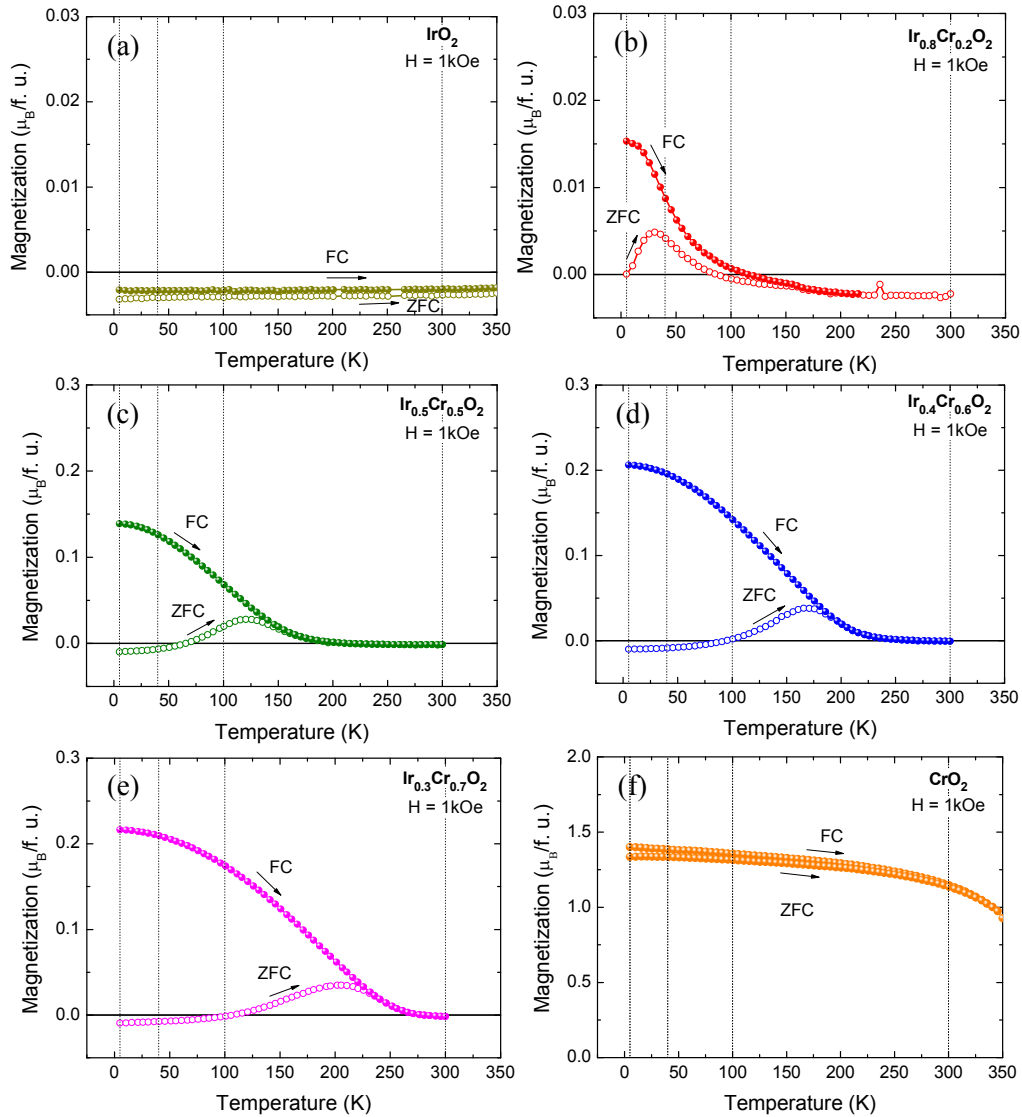 (a)
IrO₂
H = 1kOe
Magnetization (μB/f. u.)
0.03
0.02
0.01
0.00
FC
ZFC
0 50 100 150 200 250 300 350
Temperature (K)
(b)
Ir₀.₈Cr₀.₂O₂
H = 1kOe
Magnetization (μB/f. u.)
0.03
0.02
0.01
0.00
FC
ZFC
0 50 100 150 200 250 300 350
Temperature (K)
(c)
Ir₀.₅Cr₀.₅O₂
H = 1kOe
Magnetization (μB/f. u.)
0.3
0.2
0.1
0.0
FC
ZFC
0 50 100 150 200 250 300 350
Temperature (K)
(d)
Ir₀.₄Cr₀.₆O₂
H = 1kOe
Magnetization (μB/f. u.)
0.3
0.2
0.1
0.0
FC
ZFC
0 50 100 150 200 250 300 350
Temperature (K)
(e)
Ir₀.₃Cr₀.₇O₂
H = 1kOe
Magnetization (μB/f. u.)
0.3
0.2
0.1
0.0
FC
ZFC
0 50 100 150 200 250 300 350
Temperature (K)
(f)
CrO₂
H = 1kOe
Magnetization (μB/f. u.)
2.0
1.5
1.0
0.5
0.0
FC
ZFC
0 50 100 150 200 250 300 350
Temperature (K)